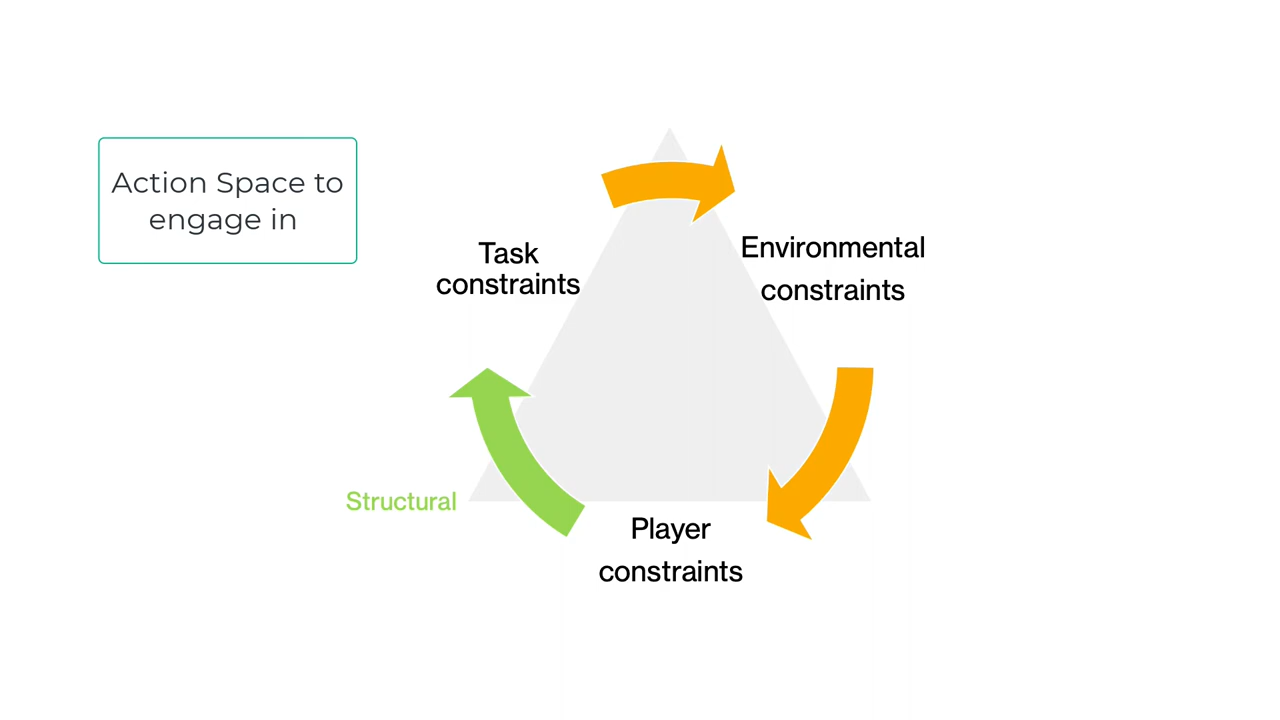 Action Space to
engage in
Task
constraints
Environmental
constraints
Structural
Player
constraints